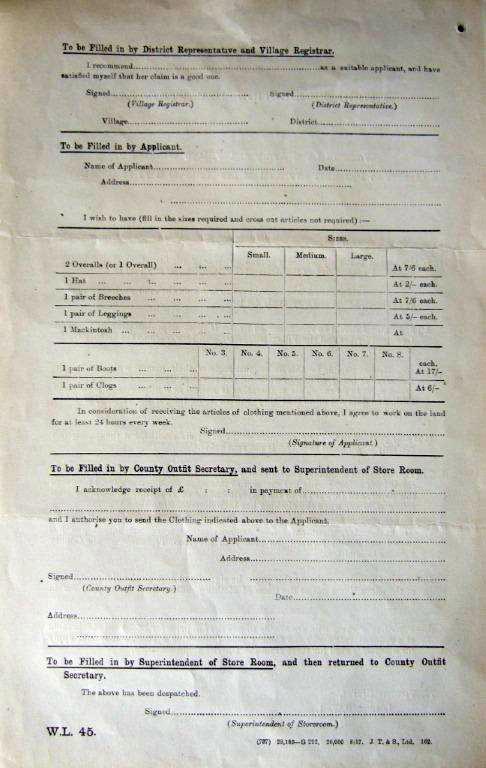 To be Filled in by District Representative and Village Registrar.
I recommend..........as a suitable applicant, and have
satisfied myself that her claim is a good one.
Signed.......... Signed..........
(Village Registrar.) (District Representative.)
Village.......... District..........
To be Filled in by Applicant.
Name of Applicant.......... Date..........
Address..........
I wish to have (fill in the sizes required and cross out articles not required):—
Sizes.
Small. Medium. Large.
2 Overalls (or 1 Overall) ... ... ... At 7/6 each.
1 Hat ... ... ... ... At 2/– each.
1 pair of Breeches ... ... ... At 7/6 each.
1 pair of Leggings ... ... ... At 5/– each.
1 Mackintosh ... ... ... ... At
No. 3. No. 4. No. 5. No. 6. No. 7. No. 8.
1 pair of Boots ... ... ... each. At 17/–
1 pair of Clogs ... ... ... At 6/–
In consideration of receiving the articles of clothing mentioned above, I agree to work on the land
for at least 24 hours every week.
Signed..........
(Signature of Applicant.)
To be Filled in by County Outfit Secretary, and sent to Superintendent of Store Room.
I acknowledge receipt of £ : : in payment of..........
and I authorise you to send the Clothing indicated above to the Applicant.
Name of Applicant..........
Address..........
Signed..........
(County Outfit Secretary.)
Date..........
Address..........
To be Filled in by Superintendent of Store Room, and then returned to County Outfit
Secretary.
The above has been despatched.
Signed..........
(Superintendent of Storeroom.)
W.L. 45.
(707) 20,000 8/17. J. T. & S., Ltd. 102.